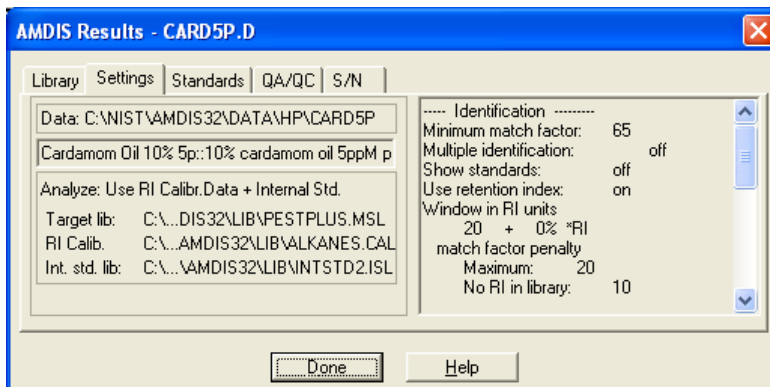 AMDIS Results - CARD5P.D
Library Settings Standards QA/QC S/N
Data: C:\NIST\AMDIS32\DATA\HP\CARD5P
Cardamom Oil 10% 5p::10% cardamom oil 5ppM p
Analyze: Use RI Calibr.Data + Internal Std.
Target lib: C:\...DIS32\LIB\PESTPLUS.MSL
RI Calib. C:\...AMDIS32\LIB\ALKANES.CAL
Int. std. lib: C:\...\AMDIS32\LIB\INTSTD2.ISL
----- Identification ---------
Minimum match factor: 65
Multiple identification: off
Show standards: off
Use retention index: on
Window in RI units
20 + 0% *RI
match factor penalty
Maximum: 20
No RI in library: 10
Done Help